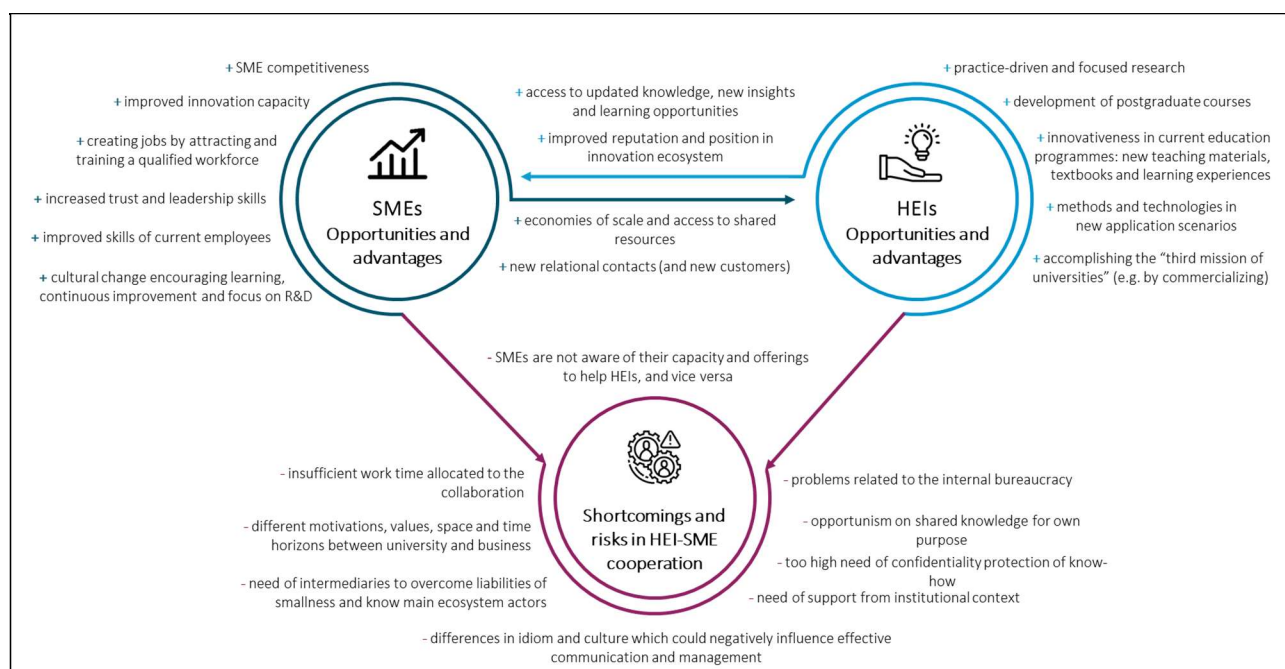 + SME competitiveness
+ improved innovation capacity
+ creating jobs by attracting and
training a qualified workforce
+ increased trust and leadership skills
+ improved skills of current employees
+ cultural change encouraging learning,
continuous improvement and focus on R&D
SMEs
Opportunities and
advantages
+ access to updated knowledge, new insights
and learning opportunities
+ improved reputation and position in
innovation ecosystem
+ economies of scale and access to shared
resources
+ new relational contacts (and new customers)
HEIs
Opportunities and
advantages
+ practice-driven and focused research
+ development of postgraduate courses
+ innovativeness in current education
programmes: new teaching materials,
textbooks and learning experiences
+ methods and technologies in
new application scenarios
+ accomplishing the “third mission of
universities” (e.g. by commercializing)
- SMEs are not aware of their capacity and offerings
to help HEIs, and vice versa
- insufficient work time allocated to the
collaboration
- different motivations, values, space and time
horizons between university and business
- need of intermediaries to overcome liabilities of
smallness and know main ecosystem actors
Shortcomings and
risks in HEI-SME
cooperation
- problems related to the internal bureaucracy
- opportunism on shared knowledge for own
purpose
- too high need of confidentiality protection of know-
how
- need of support from institutional context
- differences in idiom and culture which could negatively influence effective
communication and management